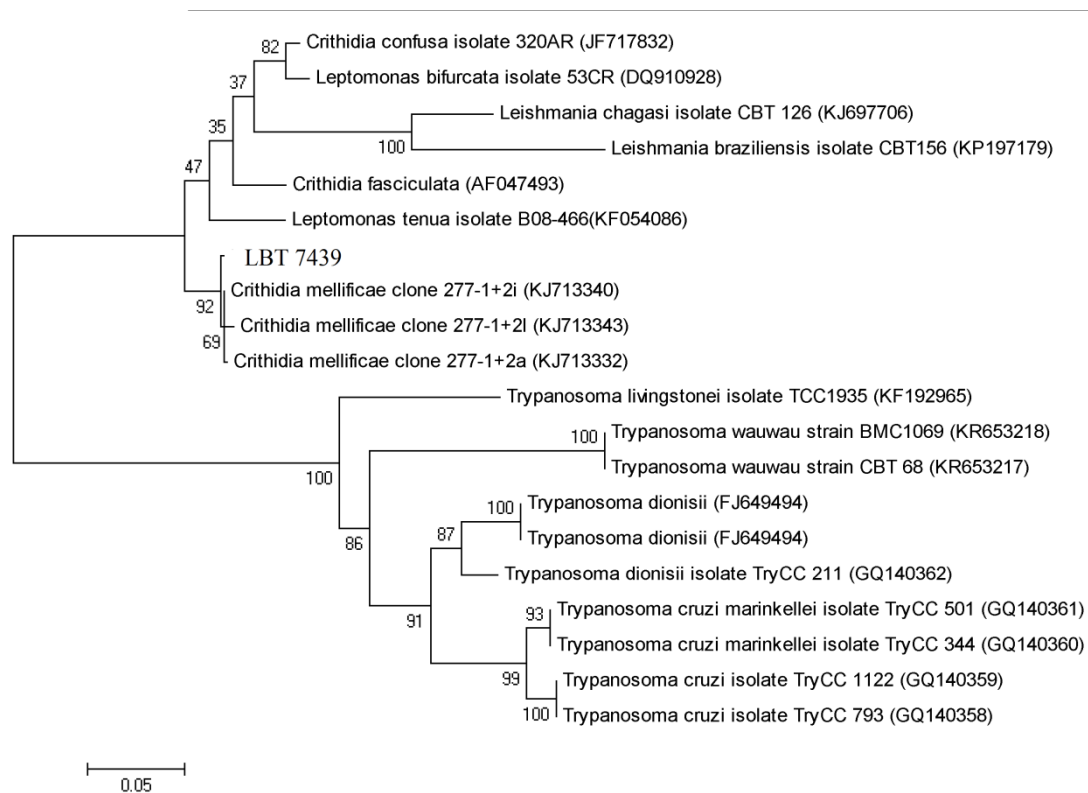 82
Crithidia confusa isolate 320AR (JF717832)
Leptomonas bifurcata isolate 53CR (DQ910928)
37
Leishmania chagasi isolate CBT 126 (KJ697706)
35
100
Leishmania braziliensis isolate CBT156 (KP197179)
47
Crithidia fasciculata (AF047493)
Leptomonas tenua isolate B08-466(KF054086)
LBT 7439
Crithidia mellificae clone 277-1+2i (KJ713340)
92
Crithidia mellificae clone 277-1+2l (KJ713343)
69
Crithidia mellificae clone 277-1+2a (KJ713332)
Trypanosoma livingstonei isolate TCC1935 (KF192965)
100
Trypanosoma wauwau strain BMC1069 (KR653218)
Trypanosoma wauwau strain CBT 68 (KR653217)
100
Trypanosoma dionisii (FJ649494)
100
87
Trypanosoma dionisii (FJ649494)
86
Trypanosoma dionisii isolate TryCC 211 (GQ140362)
93
Trypanosoma cruzi marinkellei isolate TryCC 501 (GQ140361)
91
Trypanosoma cruzi marinkellei isolate TryCC 344 (GQ140360)
99
Trypanosoma cruzi isolate TryCC 1122 (GQ140359)
100
Trypanosoma cruzi isolate TryCC 793 (GQ140358)
0.05